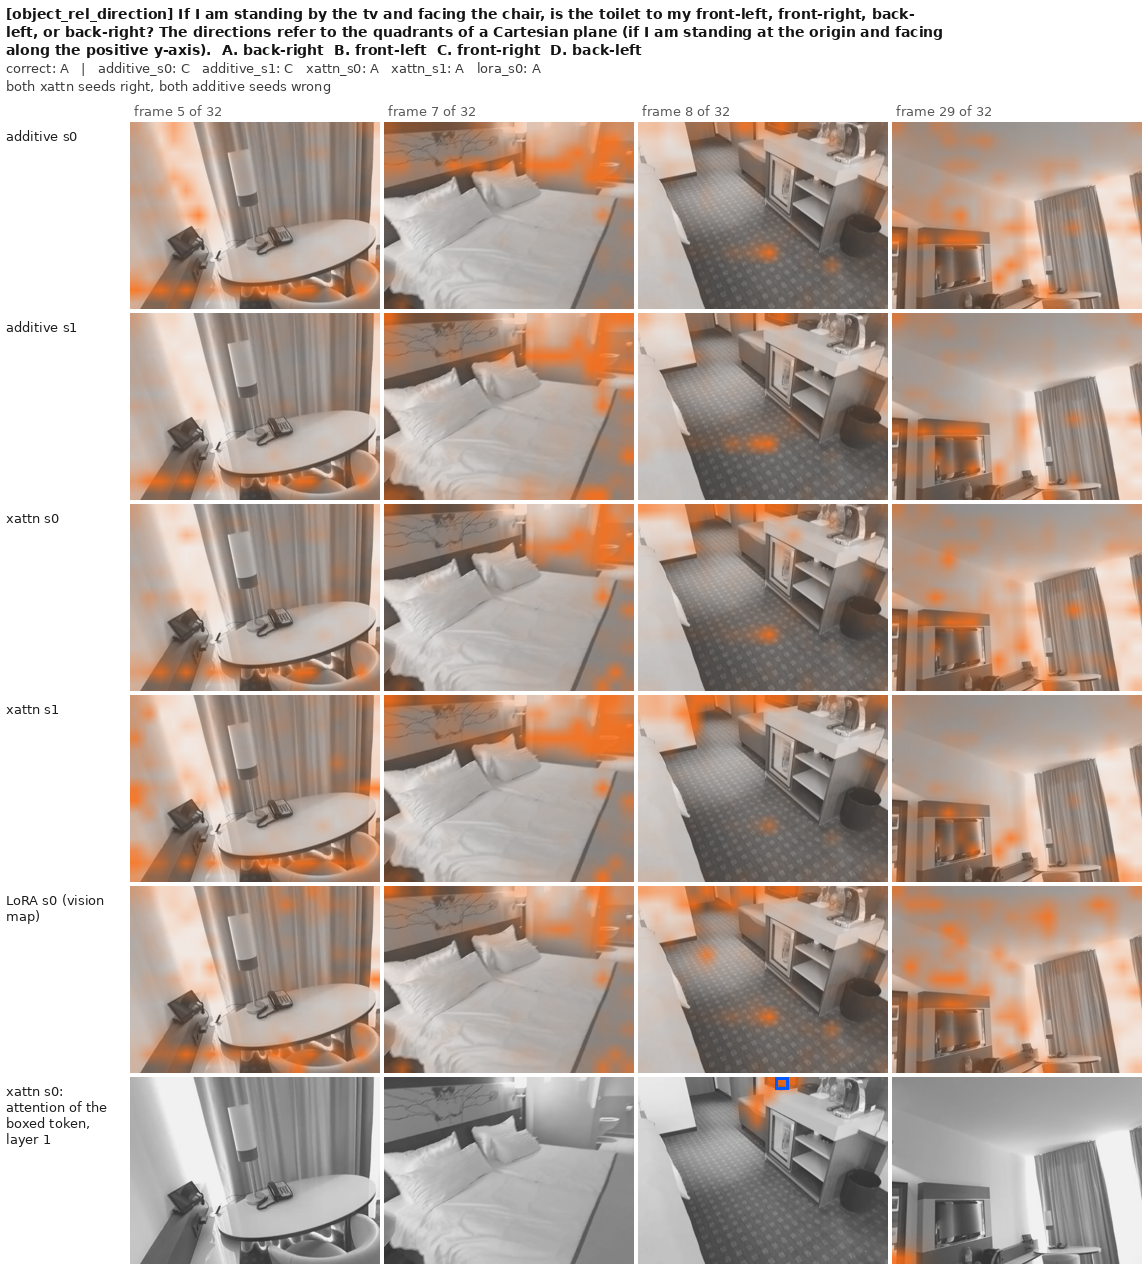 [object_rel_direction] If I am standing by the tv and facing the chair, is the toilet to my front-left, front-right, back-
left, or back-right? The directions refer to the quadrants of a Cartesian plane (if I am standing at the origin and facing
along the positive y-axis).  A. back-right  B. front-left  C. front-right  D. back-left
correct: A   |   additive_s0: C   additive_s1: C   xattn_s0: A   xattn_s1: A   lora_s0: A
both xattn seeds right, both additive seeds wrong
frame 5 of 32
frame 7 of 32
frame 8 of 32
frame 29 of 32
additive s0
additive s1
xattn s0
xattn s1
LoRA s0 (vision
map)
xattn s0:
attention of the
boxed token,
layer 1